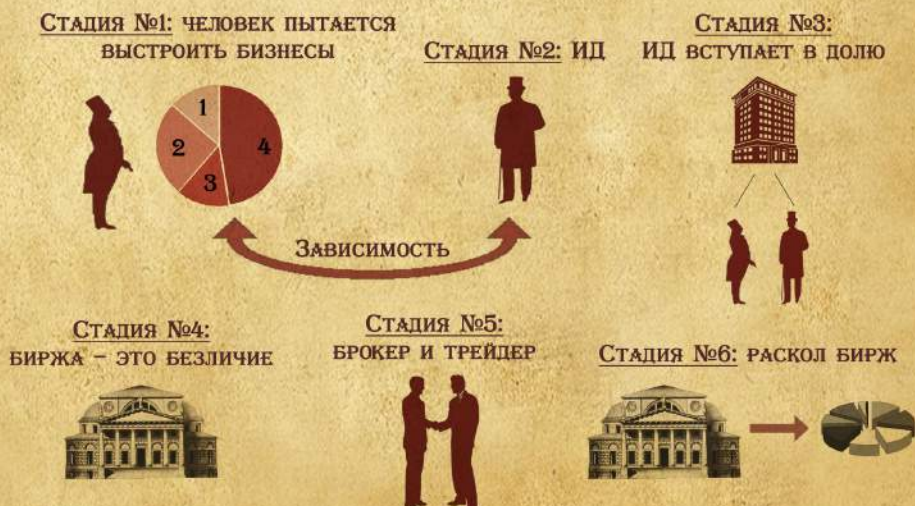 Стадия №1: человек пытается
выстроить бизнесы
1
2
3
4
Стадия №2: ИД
Зависимость
Стадия №3:
ИД вступает в долю
Стадия №4:
биржа – это безличие
Стадия №5:
брокер и трейдер
Стадия №6: раскол бирж